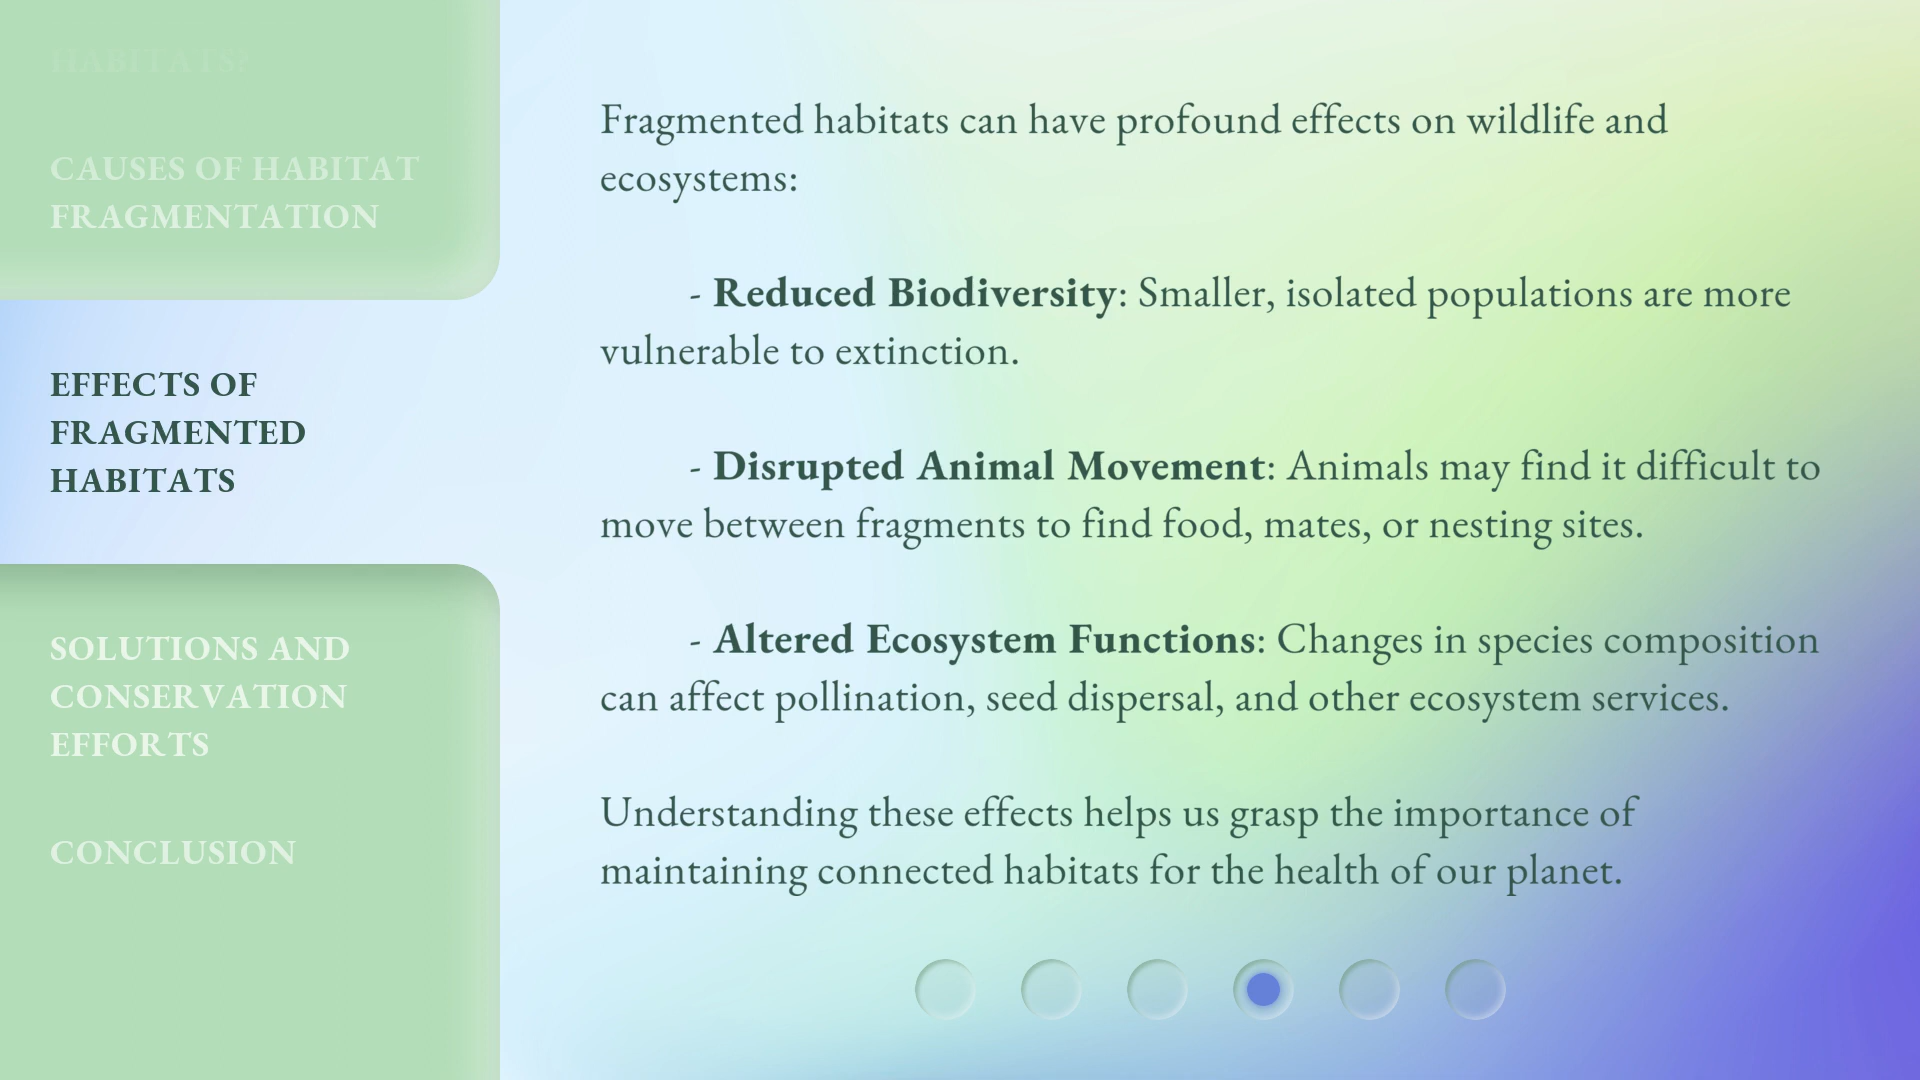 HABITATS?
CAUSES OF HABITAT
FRAGMENTATION
EFFECTS OF
FRAGMENTED
HABITATS
SOLUTIONS AND
CONSERVATION
EFFORTS
CONCLUSION
Fragmented habitats can have profound effects on wildlife and
ecosystems:
- Reduced Biodiversity: Smaller, isolated populations are more
vulnerable to extinction.
- Disrupted Animal Movement: Animals may find it difficult to
move between fragments to find food, mates, or nesting sites.
- Altered Ecosystem Functions: Changes in species composition
can affect pollination, seed dispersal, and other ecosystem services.
Understanding these effects helps us grasp the importance of
maintaining connected habitats for the health of our planet.